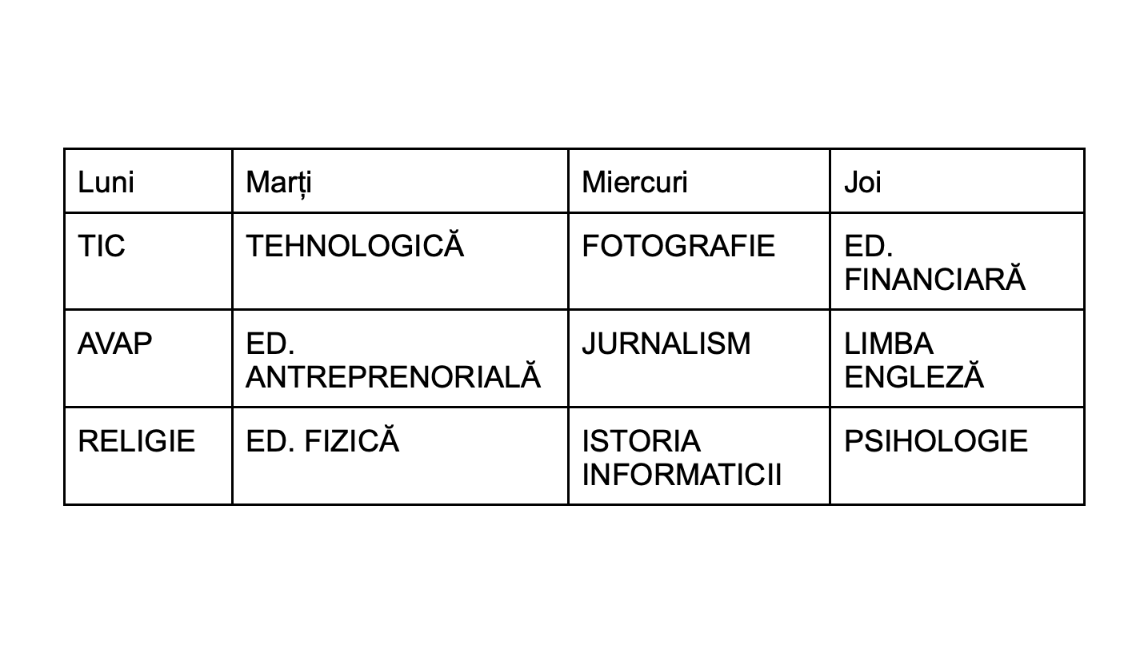 Luni Marți Miercuri Joi
TIC TEHNOLOGICĂ FOTOGRAFIE ED.
FINANCIARĂ
AVAP ED. JURNALISM LIMBA
ANTREPRENORIALĂ ENGLEZĂ
RELIGIE ED. FIZICĂ ISTORIA PSIHOLOGIE
INFORMATICII